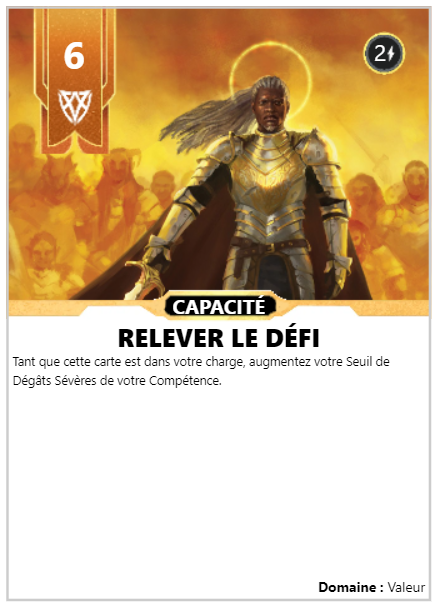 6
2
CAPACITÉ
RELEVER LE DÉFI
Tant que cette carte est dans votre charge, augmentez votre Seuil de
Dégâts Sévères de votre Compétence.
Domaine : Valeur